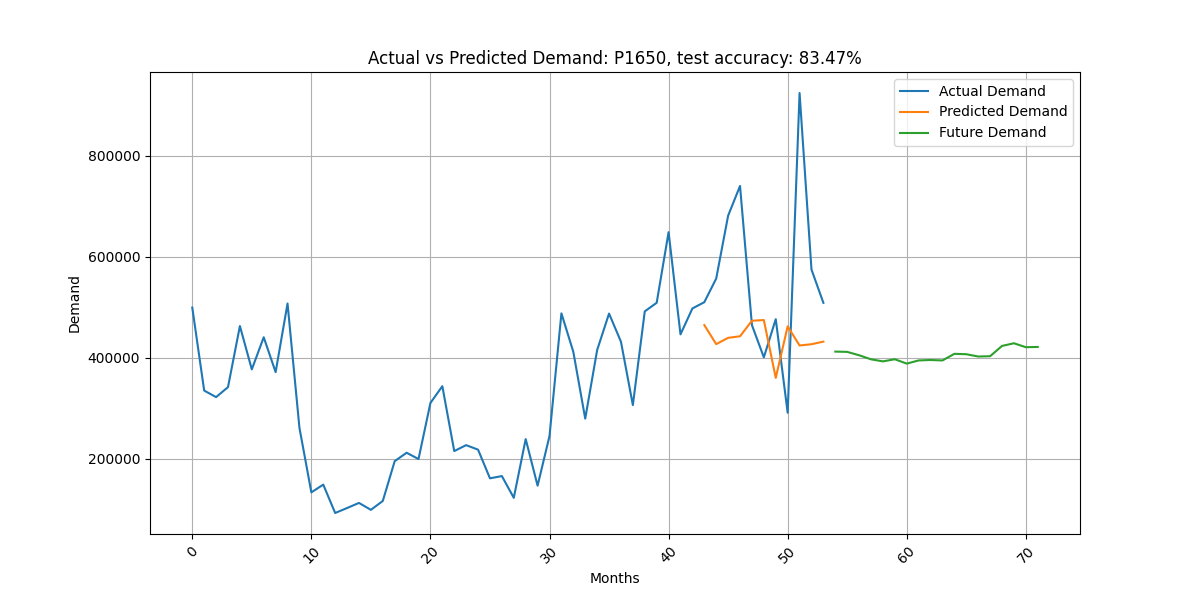 Actual vs Predicted Demand: P1650, test accuracy: 83.47%
Actual Demand
Predicted Demand
Future Demand
800000
600000
400000
200000
Demand
0
10
20
30
40
50
60
70
Months